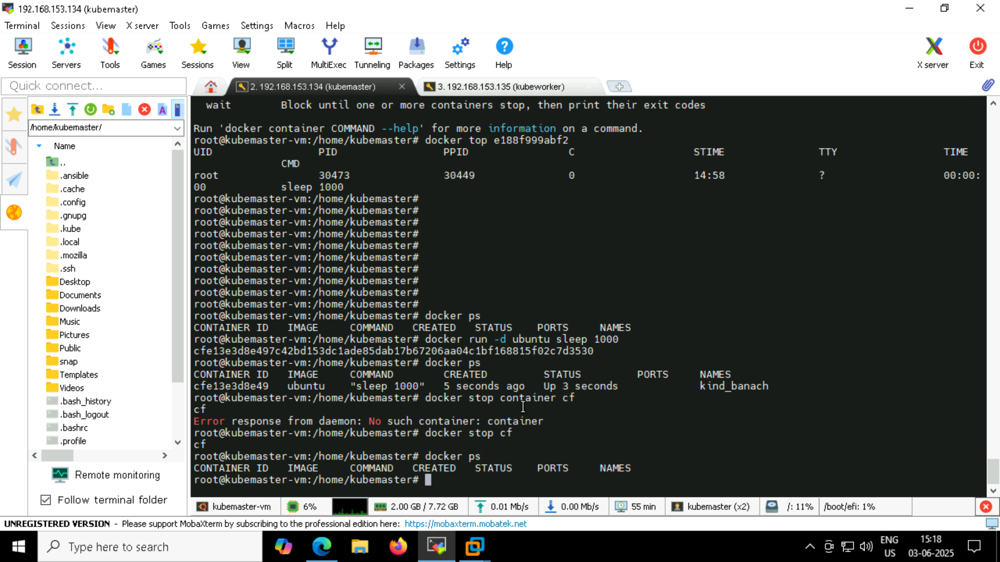 192.168.153.134 (kubemaster)
Terminal Sessions View X server Tools Games Settings Macros Help
Session Servers Tools Games Sessions View Split MultiExec Tunneling Packages Settings Help X server Exit
Quick connect...
2. 192.168.153.134 (kubemaster)
3. 192.168.153.135 (kubeworker)
/home/kubemaster/
Name
..
.ansible
.cache
.config
.gnupg
.kube
.local
.mozilla
.ssh
Desktop
Documents
Downloads
Music
Pictures
Public
snap
Templates
Videos
.bash_history
.bash_logout
.bashrc
.profile
Remote monitoring
Follow terminal folder
wait Block until one or more containers stop, then print their exit codes
Run 'docker container COMMAND --help' for more information on a command.
root@kubemaster-vm:/home/kubemaster# docker top e188f999abf2
UID PID PPID C STIME TTY TIME
CMD
root 30473 30449 0 14:58 ? 00:00:
00 sleep 1000
root@kubemaster-vm:/home/kubemaster#
root@kubemaster-vm:/home/kubemaster#
root@kubemaster-vm:/home/kubemaster#
root@kubemaster-vm:/home/kubemaster#
root@kubemaster-vm:/home/kubemaster#
root@kubemaster-vm:/home/kubemaster#
root@kubemaster-vm:/home/kubemaster#
root@kubemaster-vm:/home/kubemaster#
root@kubemaster-vm:/home/kubemaster#
root@kubemaster-vm:/home/kubemaster#
root@kubemaster-vm:/home/kubemaster# docker ps
CONTAINER ID IMAGE COMMAND CREATED STATUS PORTS NAMES
root@kubemaster-vm:/home/kubemaster# docker run -d ubuntu sleep 1000
cfe13e3d8e497c42bd153dc1ade85dab17b67206aa04c1bf168815f02c7d3530
root@kubemaster-vm:/home/kubemaster# docker ps
CONTAINER ID IMAGE COMMAND CREATED STATUS PORTS NAMES
cfe13e3d8e49 ubuntu "sleep 1000" 5 seconds ago Up 3 seconds kind_banach
root@kubemaster-vm:/home/kubemaster# docker stop container cf
cf
Error response from daemon: No such container: container
root@kubemaster-vm:/home/kubemaster# docker stop cf
cf
root@kubemaster-vm:/home/kubemaster# docker ps
CONTAINER ID IMAGE COMMAND CREATED STATUS PORTS NAMES
root@kubemaster-vm:/home/kubemaster#
kubemaster-vm 6% 2.00 GB / 7.72 GB 0.01 Mb/s 0.00 Mb/s 55 min kubemaster (x2) /: 11% /boot/efi: 1%
UNREGISTERED VERSION - Please support MobaXterm by subscribing to the professional edition here: https://mobaxterm.mobatek.net
Type here to search
ENG
US
15:18
03-06-2025